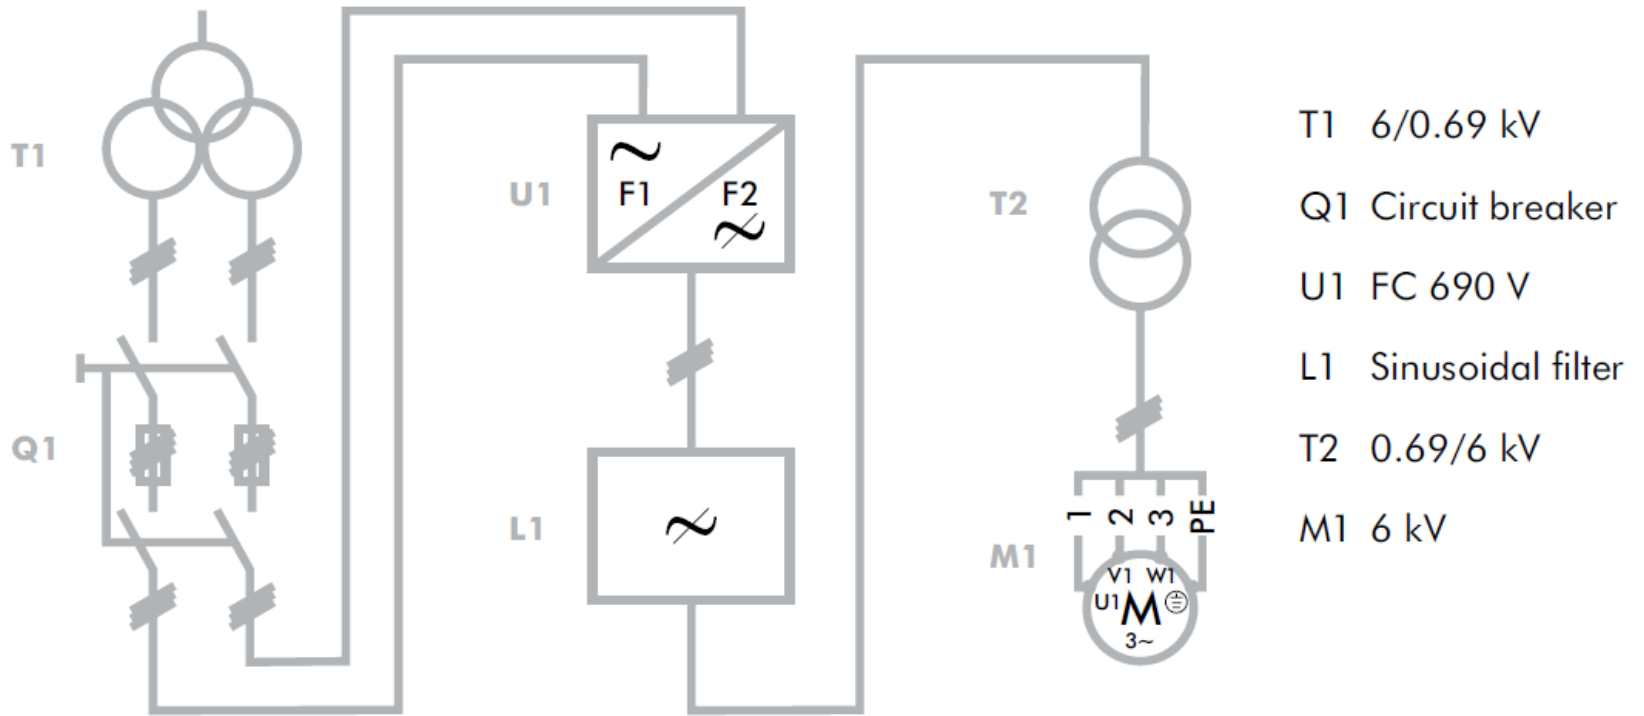 T1
Q1
U1
F1
F2
L1
T2
M1
1
2
3
PE
V1 W1
U1 M
3~
T1 6/0.69 kV
Q1 Circuit breaker
U1 FC 690 V
L1 Sinusoidal filter
T2 0.69/6 kV
M1 6 kV